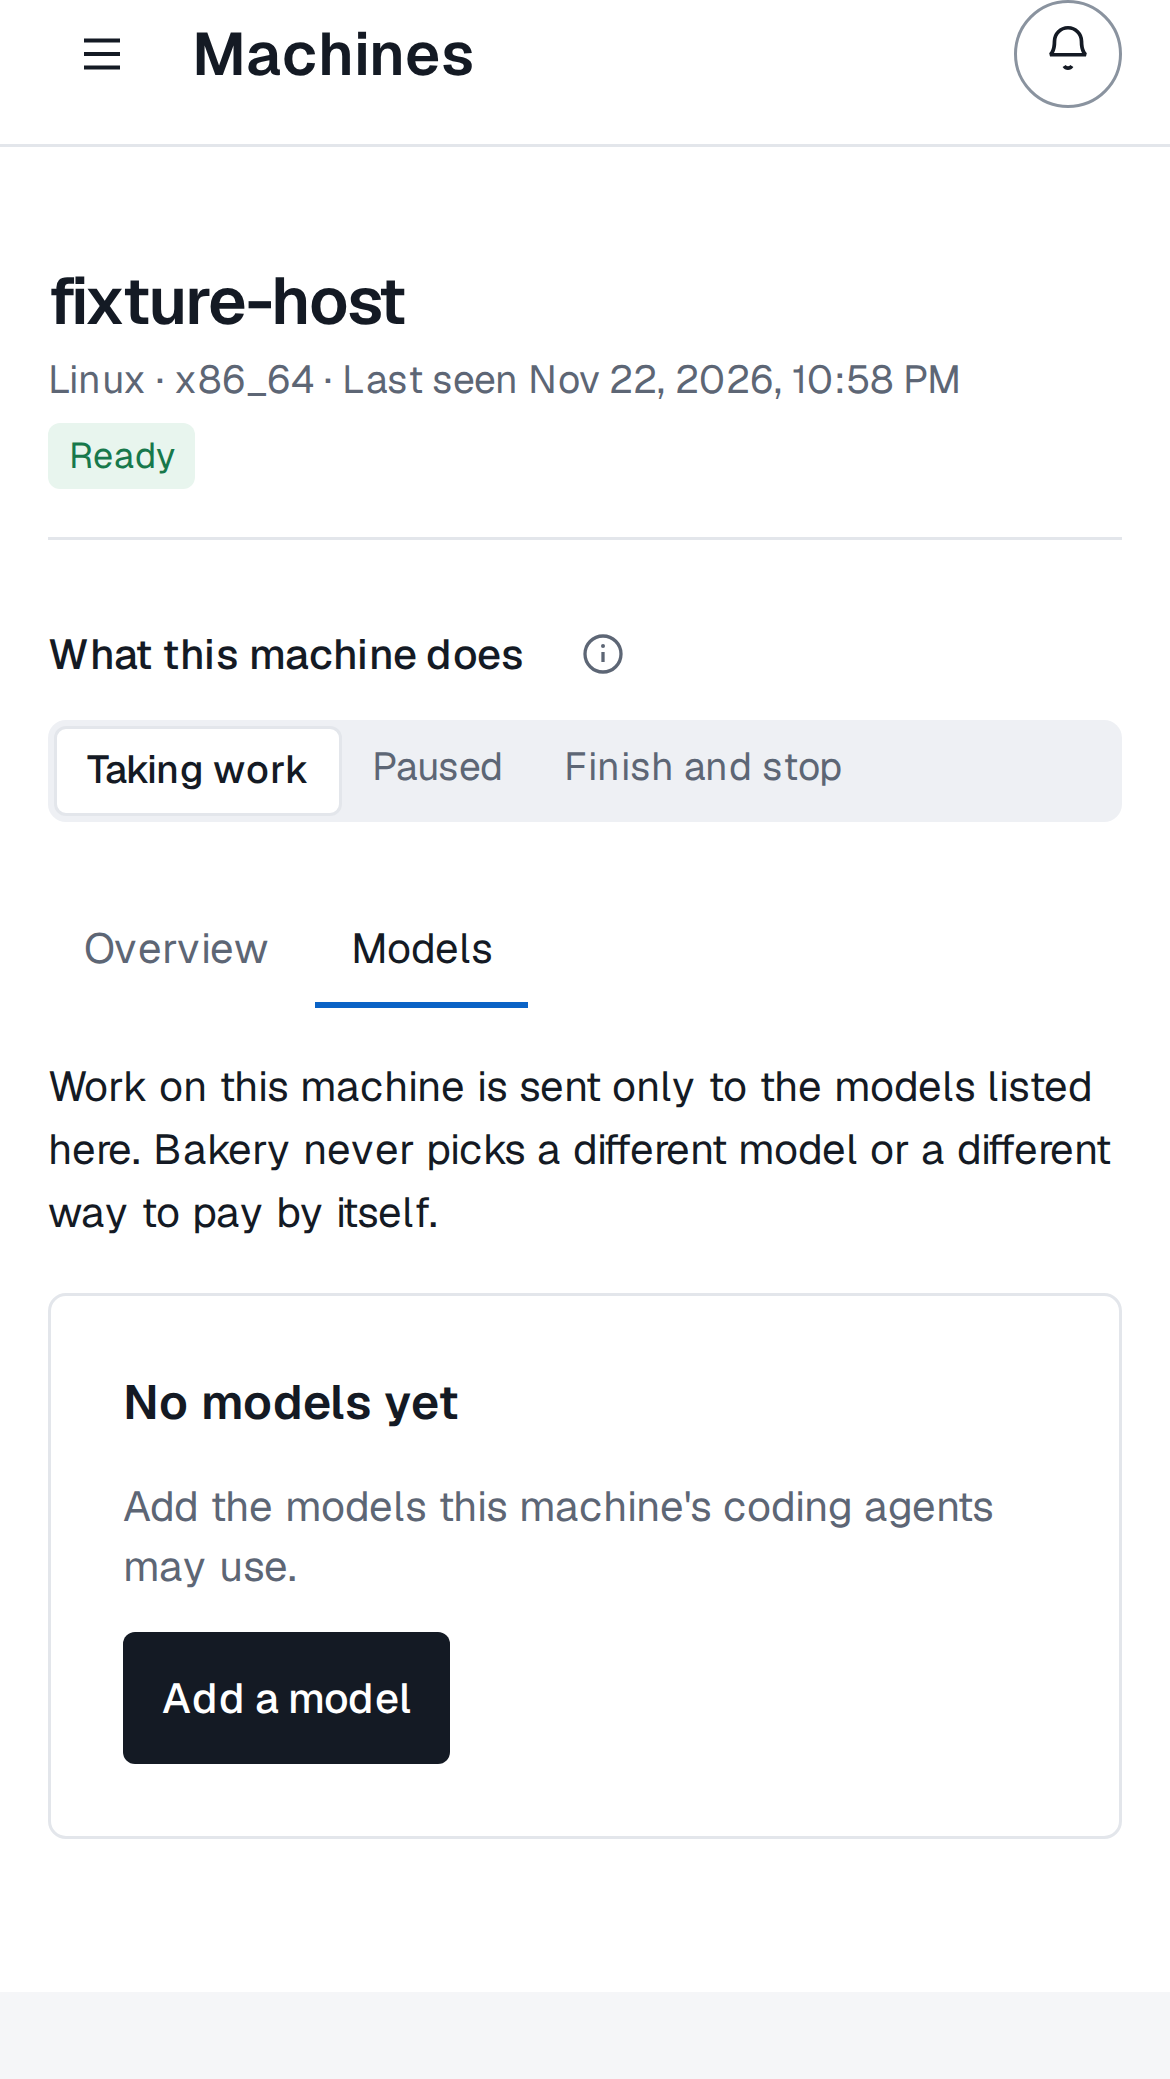 Machines
fixture-host
Linux · x86_64 · Last seen Nov 22, 2026, 10:58 PM
Ready
What this machine does
Taking work Paused Finish and stop
Overview Models
Work on this machine is sent only to the models listed
here. Bakery never picks a different model or a different
way to pay by itself.
No models yet
Add the models this machine's coding agents
may use.
Add a model